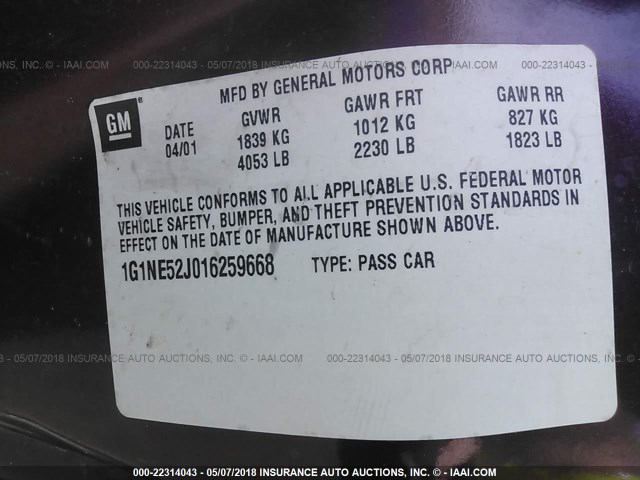 INC. - © IAAI.COM 000-22314043 - 05/07/2018 INSURANCE AUTO AUCTIONS, INC. - © IAAI.COM 000-22314043 - 05/
MFD BY GENERAL MOTORS CORP
GM ®
DATE GVWR GAWR FRT GAWR RR
04/01 1839 KG 1012 KG 827 KG
4053 LB 2230 LB 1823 LB
THIS VEHICLE CONFORMS TO ALL APPLICABLE U.S. FEDERAL MOTOR
VEHICLE SAFETY, BUMPER, AND THEFT PREVENTION STANDARDS IN
EFFECT ON THE DATE OF MANUFACTURE SHOWN ABOVE.
1G1NE52J016259668 TYPE: PASS CAR
000-22314043 - 05/07/2018 INSURANCE AUTO AUCTIONS, INC. - © IAAI.COM 000-22314043 - 05/07/2018 INSURANCE AUTO AUCTION
000-22314043 - 05/07/2018 INSURANCE AUTO AUCTIONS, INC. - © IAAI.COM